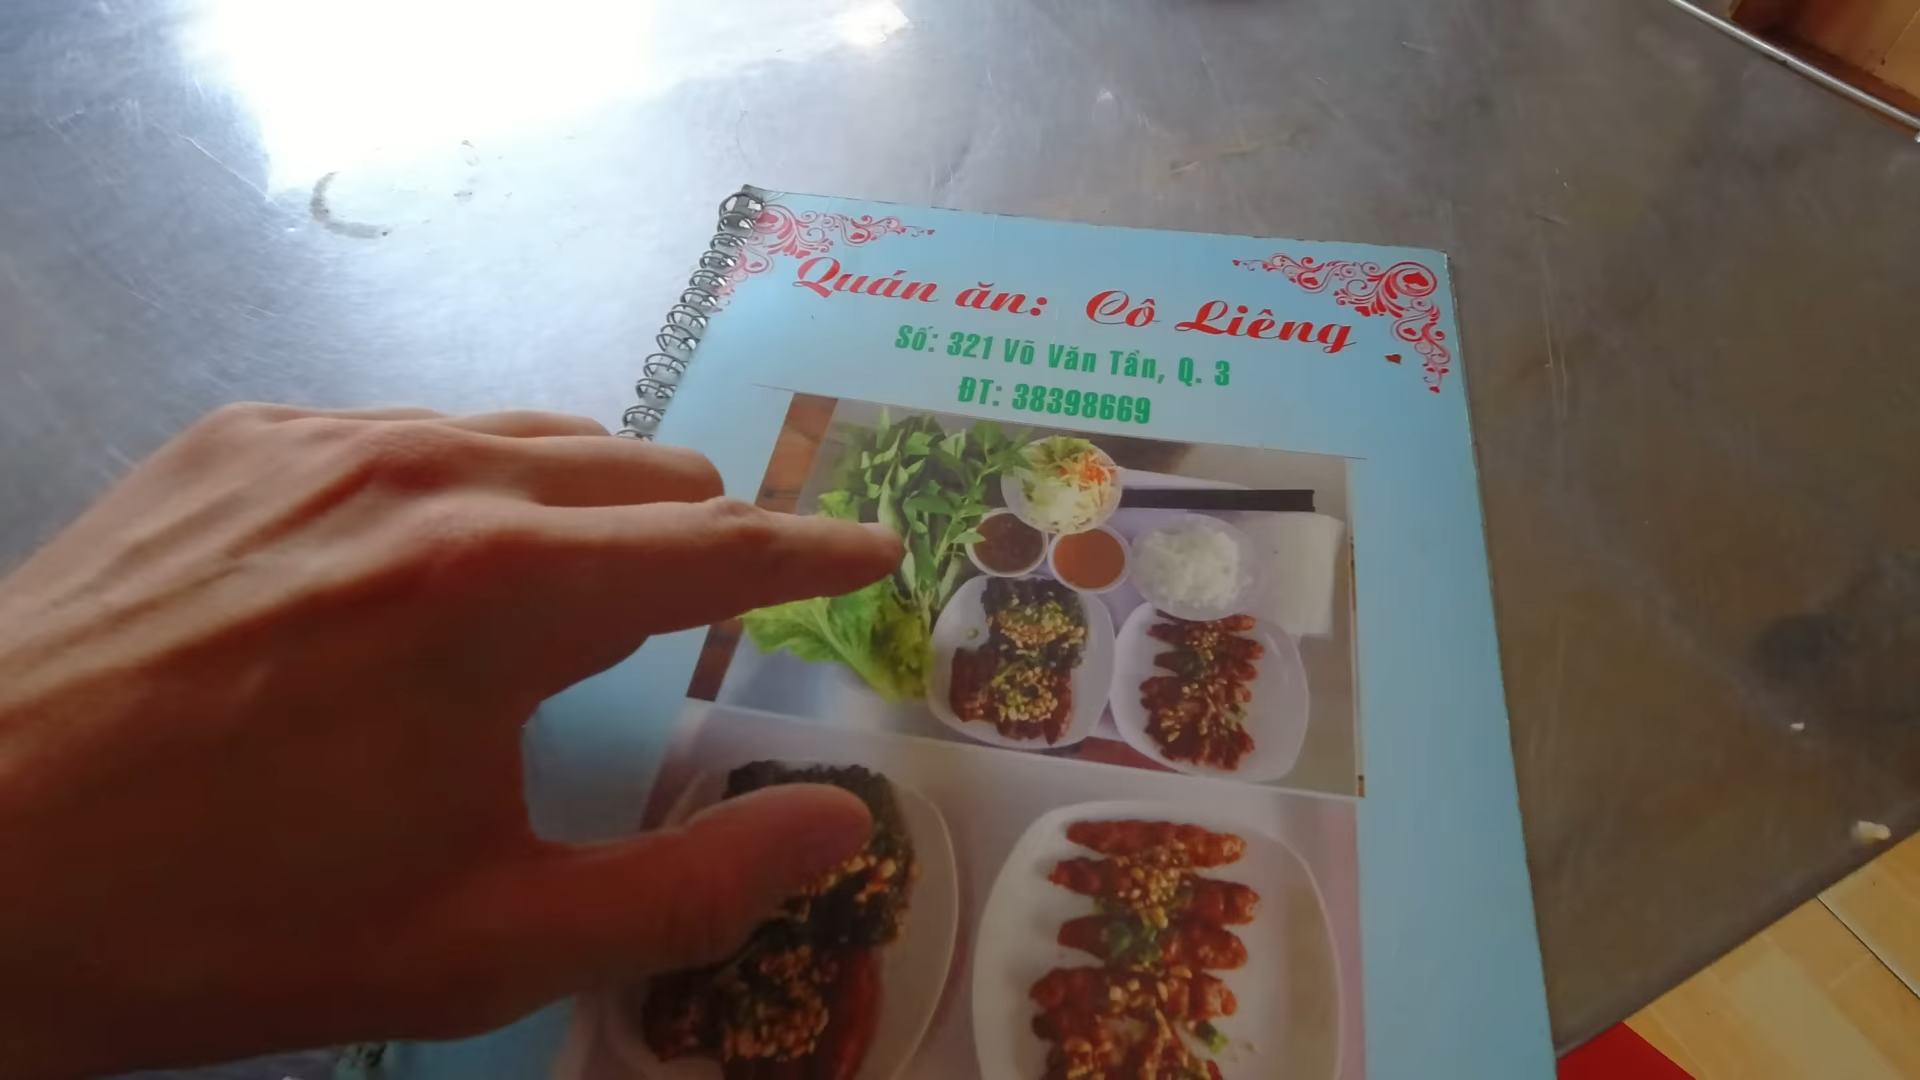 Quán ăn: Cô Liêng
Số: 321 Võ Văn Tần, Q. 3
ĐT: 38398669